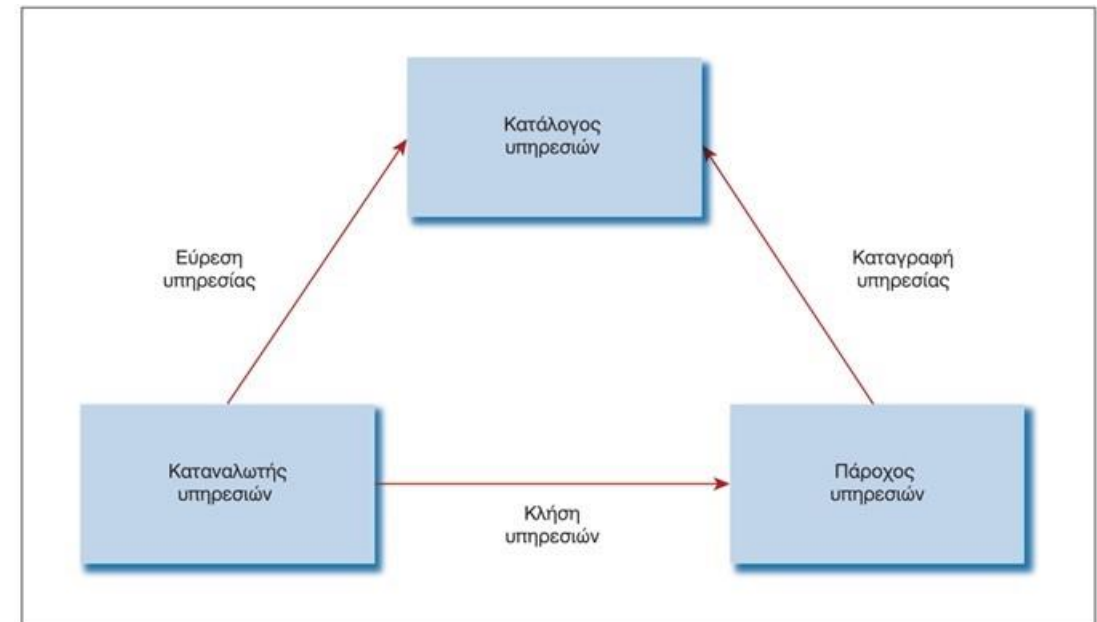 Κατάλογος
υπηρεσιών
Εύρεση
υπηρεσίας
Καταγραφή
υπηρεσίας
Καταναλωτής
υπηρεσιών
Κλήση
υπηρεσιών
Πάροχος
υπηρεσιών